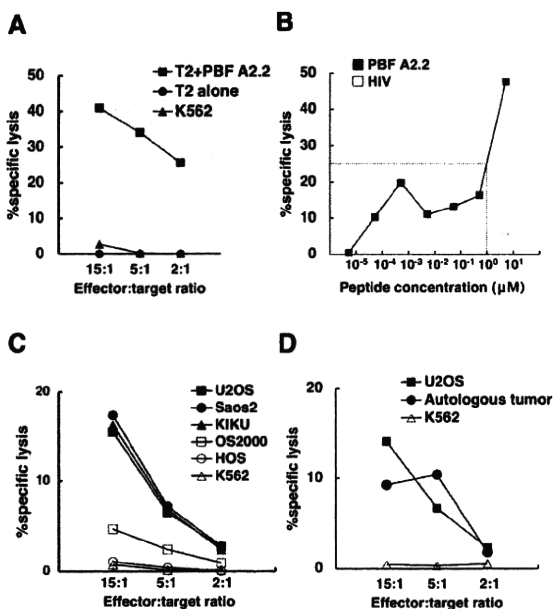 A
T2+PBF A2.2
T2 alone
K562
50
40
30
20
10
0
%specific lysis
15:1 5:1 2:1
Effector:target ratio
B
PBF A2.2
HIV
50
40
30
20
10
0
%specific lysis
10-5 10-4 10-3 10-2 10-1 100 101
Peptide concentration (μM)
C
U2OS
Saos2
KIKU
OS2000
HOS
K562
20
10
0
%specific lysis
15:1 5:1 2:1
Effector:target ratio
D
U2OS
Autologous tumor
K562
20
10
0
%specific lysis
15:1 5:1 2:1
Effector:target ratio